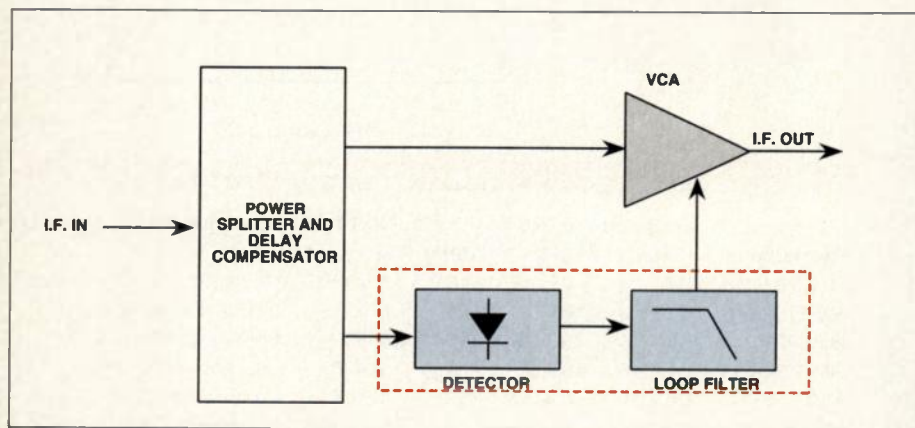 VCA
I.F. OUT
I.F. IN
POWER
SPLITTER AND
DELAY
COMPENSATOR
DETECTOR
LOOP FILTER